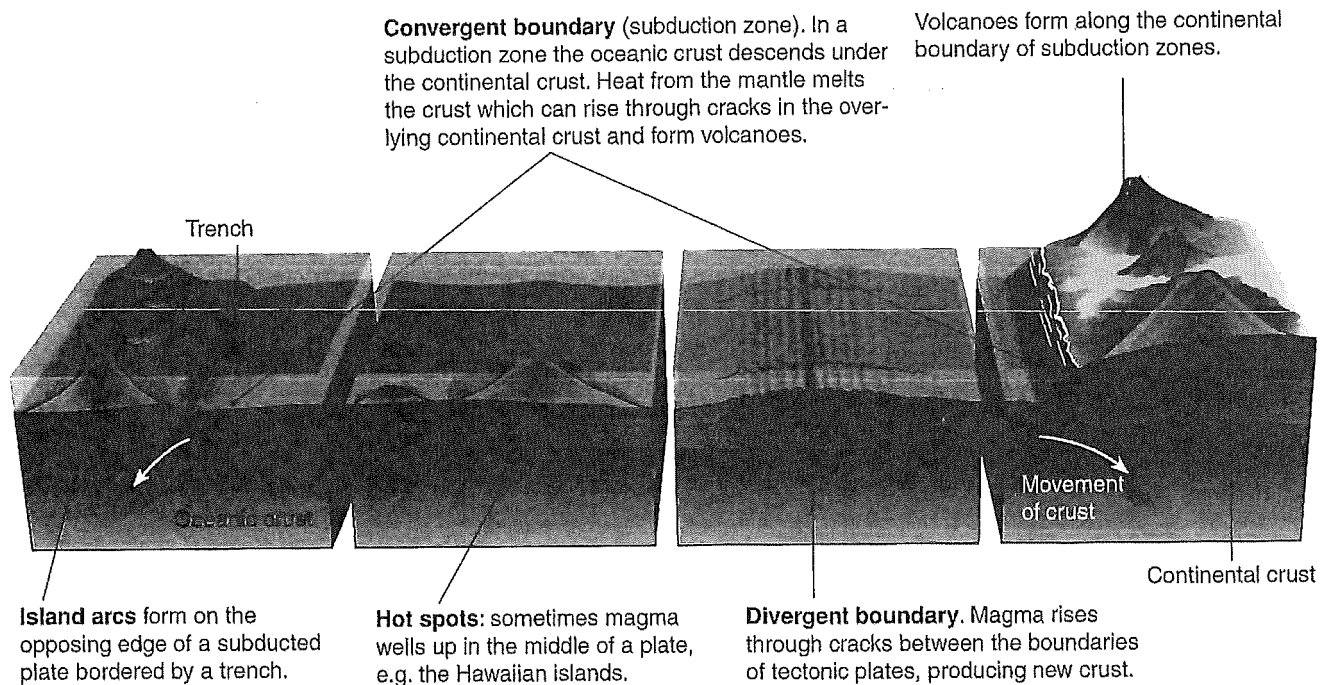 Convergent boundary (subduction zone). In a
subduction zone the oceanic crust descends under
the continental crust. Heat from the mantle melts
the crust which can rise through cracks in the over-
lying continental crust and form volcanoes.
Volcanoes form along the continental
boundary of subduction zones.
Trench
Oceanic crust
Movement
of crust
Continental crust
Island arcs form on the
opposing edge of a subducted
plate bordered by a trench.
Hot spots: sometimes magma
wells up in the middle of a plate,
e.g. the Hawaiian islands.
Divergent boundary. Magma rises
through cracks between the boundaries
of tectonic plates, producing new crust.